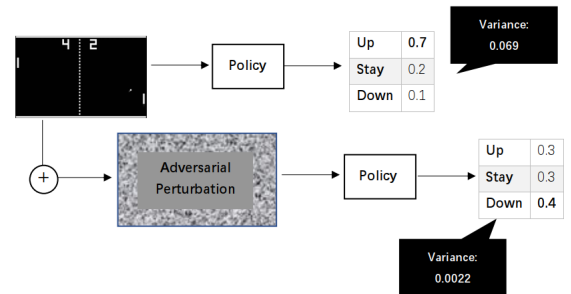 4 2
Policy
Up 0.7
Stay 0.2
Down 0.1
Variance:
0.069
+
Adversarial
Perturbation
Policy
Up 0.3
Stay 0.3
Down 0.4
Variance:
0.0022